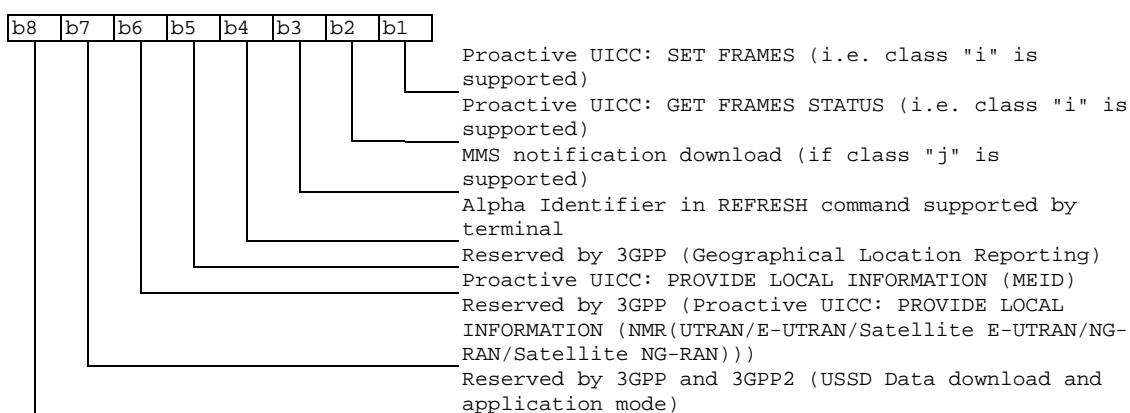 b8 b7 b6 b5 b4 b3 b2 b1
Proactive UICC: SET FRAMES (i.e. class "i" is
supported)
Proactive UICC: GET FRAMES STATUS (i.e. class "i" is
supported)
MMS notification download (if class "j" is
supported)
Alpha Identifier in REFRESH command supported by
terminal
Reserved by 3GPP (Geographical Location Reporting)
Proactive UICC: PROVIDE LOCAL INFORMATION (MEID)
Reserved by 3GPP (Proactive UICC: PROVIDE LOCAL
INFORMATION (NMR(UTRAN/E-UTRAN/Satellite E-UTRAN/NG-
RAN/Satellite NG-RAN)))
Reserved by 3GPP and 3GPP2 (USSD Data download and
application mode)